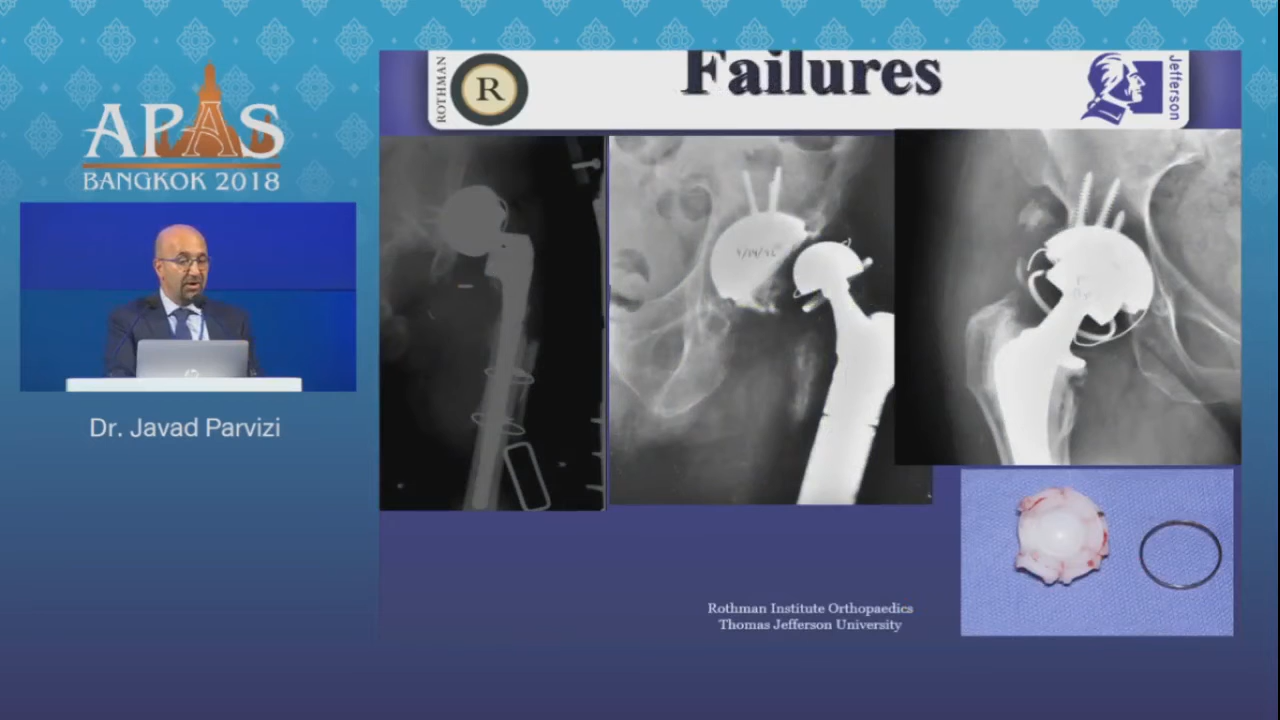 APAS
BANGKOK 2018
Dr. Javad Parvizi
ROTHMAN
R
Failures
Jefferson
Rothman Institute Orthopaedics
Thomas Jefferson University